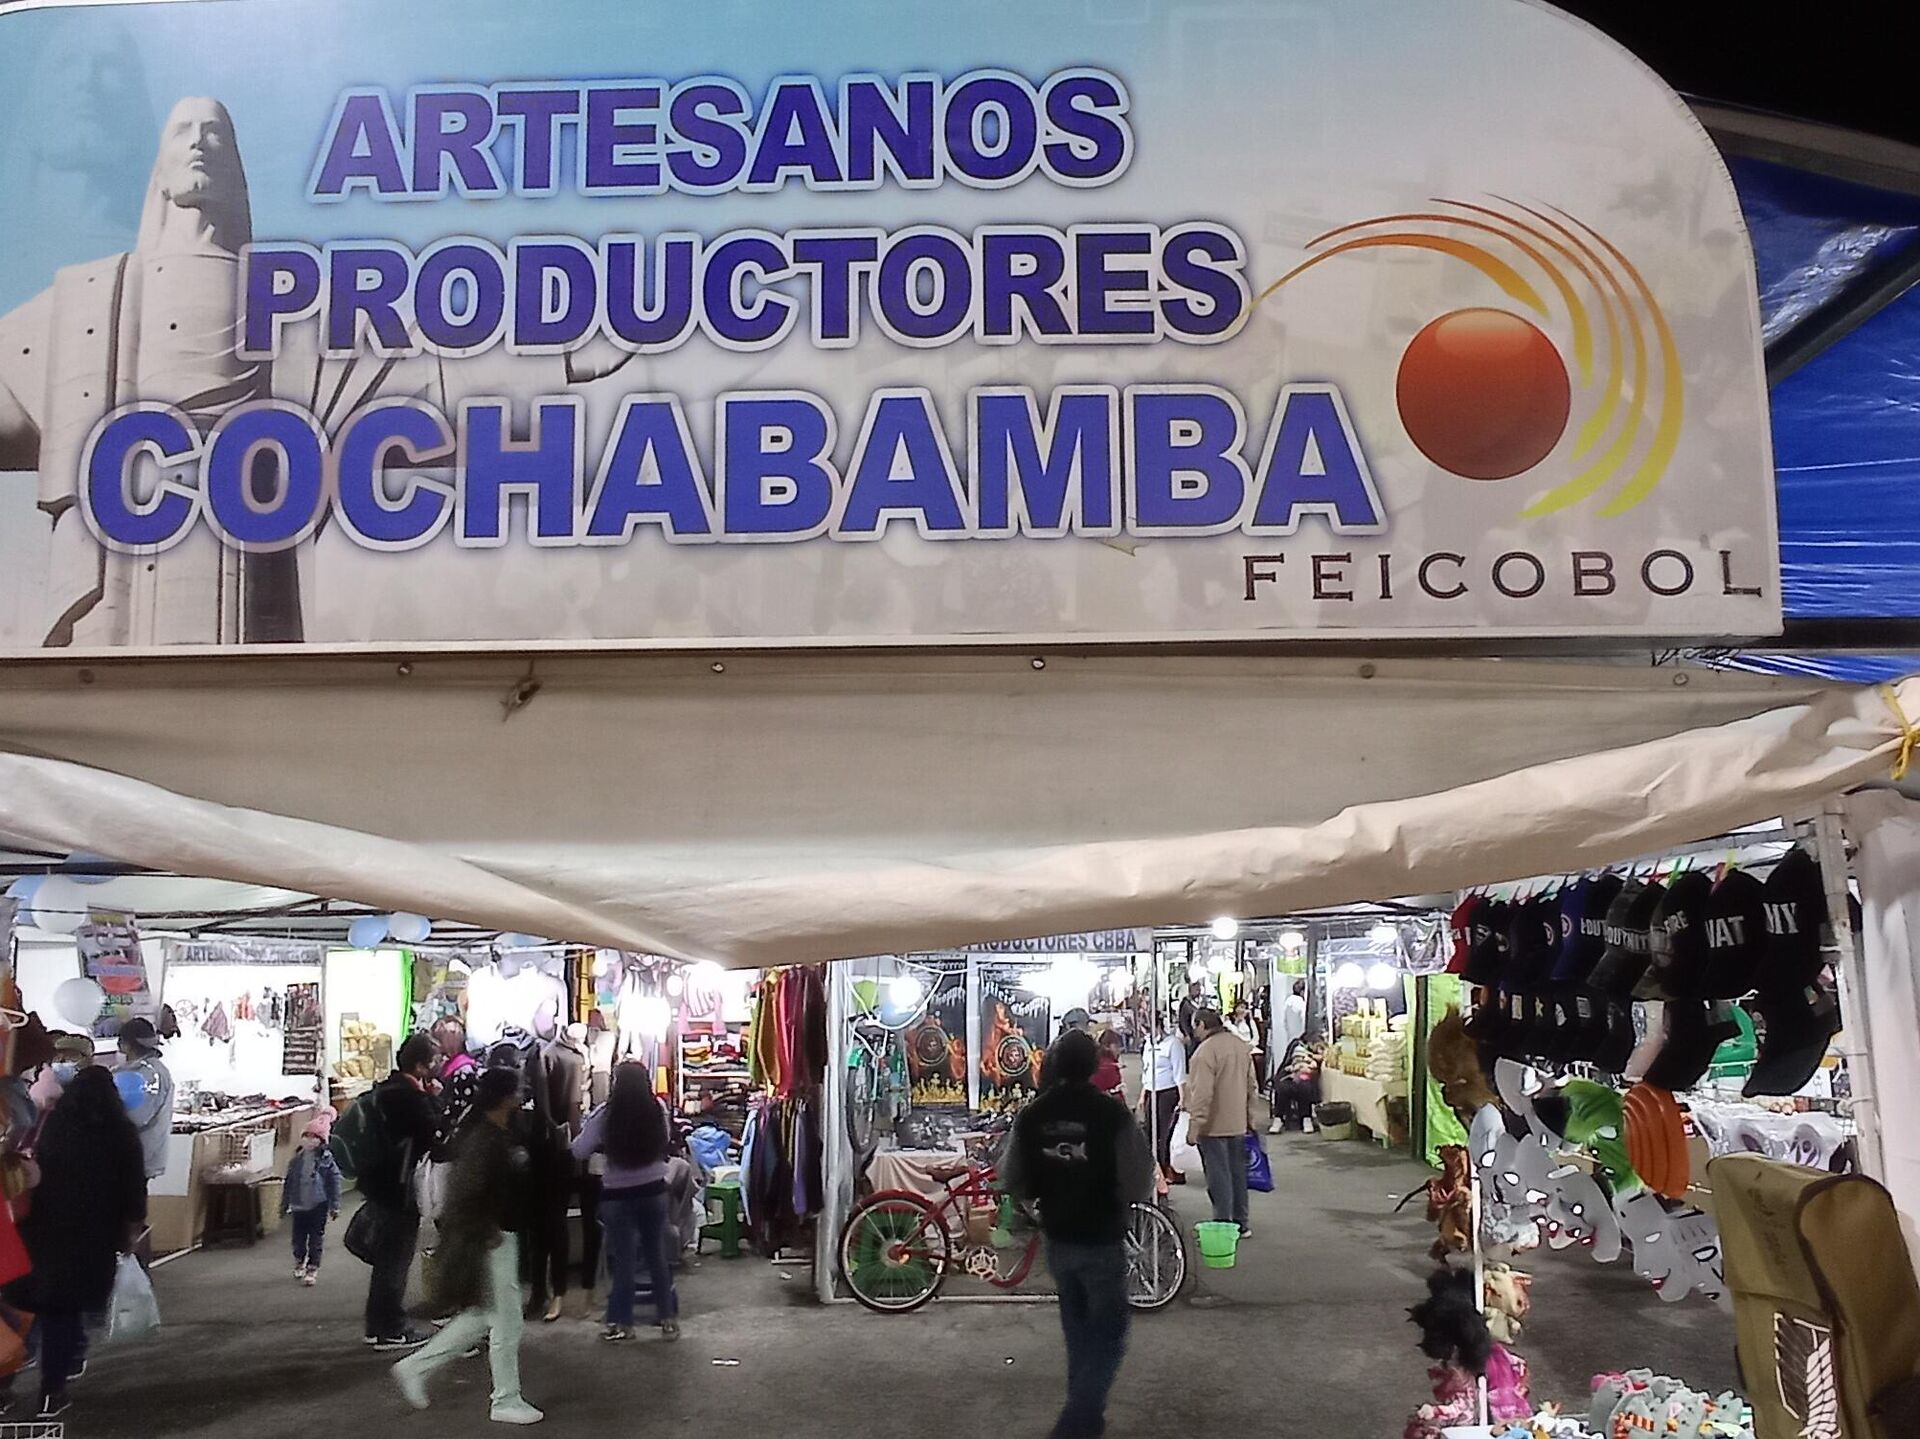 ARTESANOS
PRODUCTORES
COCHABAMBA
FEICOBOL
PRODUCTORES CBBA